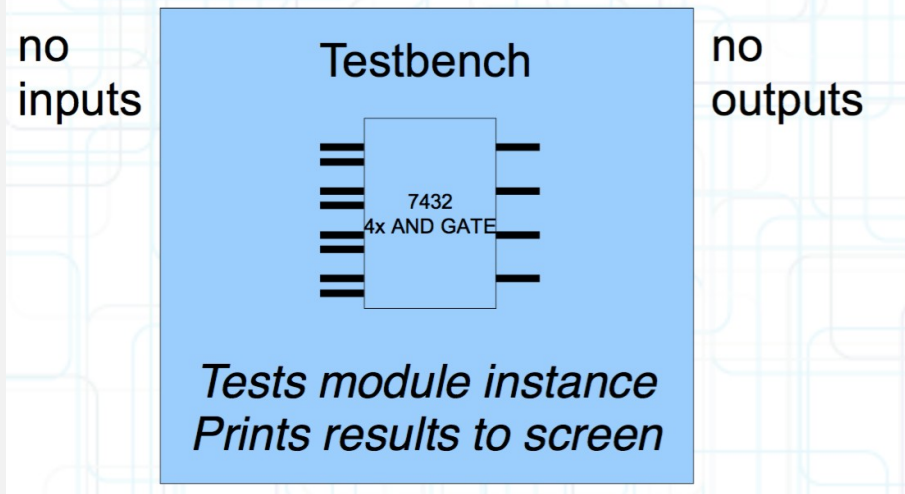 no
inputs
Testbench
no
outputs
7432
4x AND GATE
Tests module instance
Prints results to screen